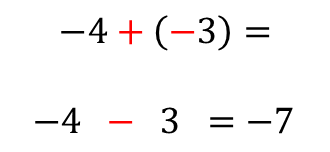 −4 + (−3) =
−4 − 3 = −7